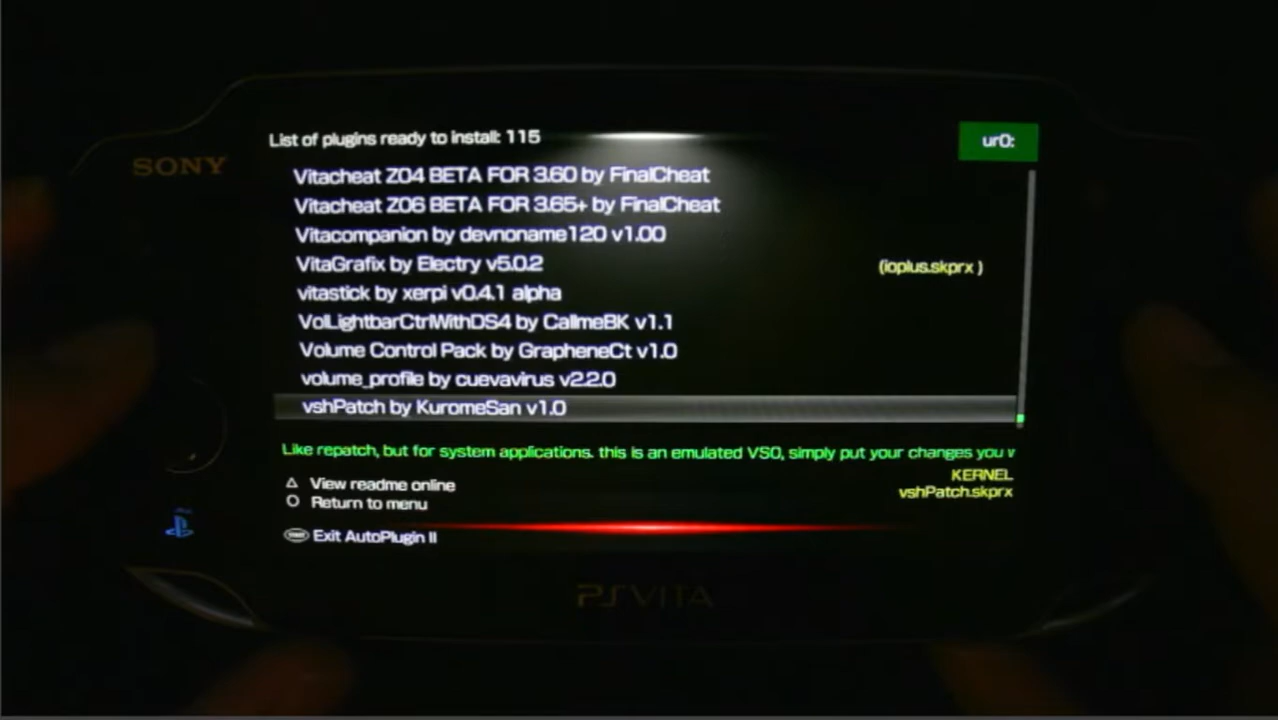 List of plugins ready to install: 115
ur0:
SONY
Vitacheat Z04 BETA FOR 3.60 by FinalCheat
Vitacheat Z06 BETA FOR 3.65+ by FinalCheat
Vitacompanion by devnoname120 v1.00
VitaGrafix by Electry v5.0.2
(ioplus.skprx )
vitastick by xerpi v0.4.1 alpha
VolLightbarCtrlWithDS4 by CallmeBK v1.1
Volume Control Pack by GrapheneCt v1.0
volume_profile by cuevavirus v2.2.0
vshPatch by KuromeSan v1.0
Like repatch, but for system applications. this is an emulated VS0, simply put your changes you v
KERNEL
vshPatch.skprx
△ View readme online
O Return to menu
Exit AutoPlugin II
PSVITA